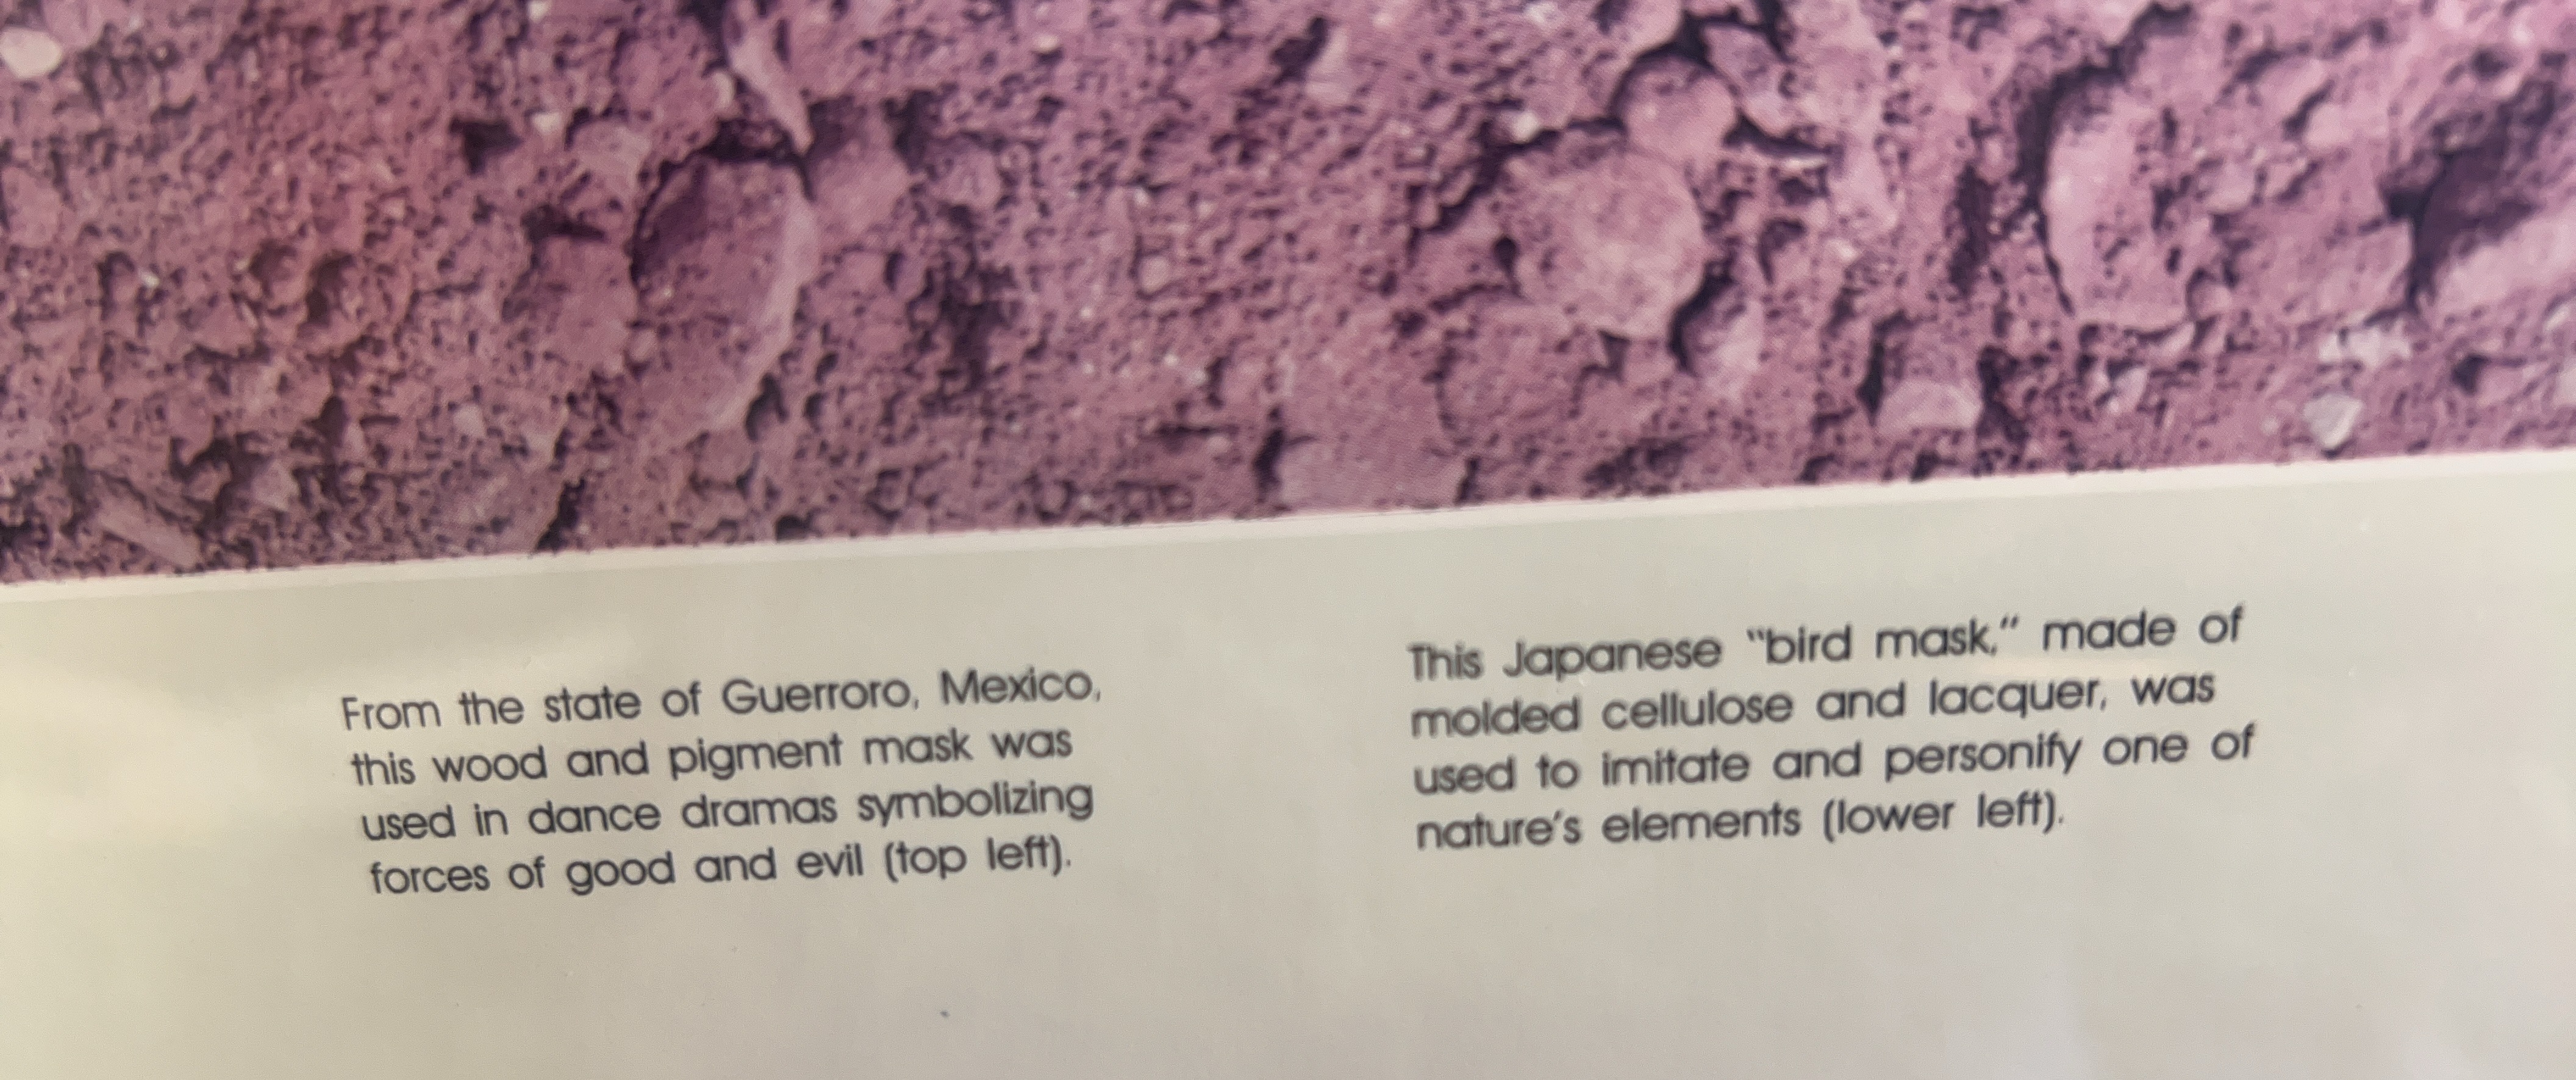 From the state of Guerroro, Mexico,
this wood and pigment mask was
used in dance dramas symbolizing
forces of good and evil (top left).
This Japanese "bird mask," made of
molded cellulose and lacquer, was
used to imitate and personify one of
nature's elements (lower left).